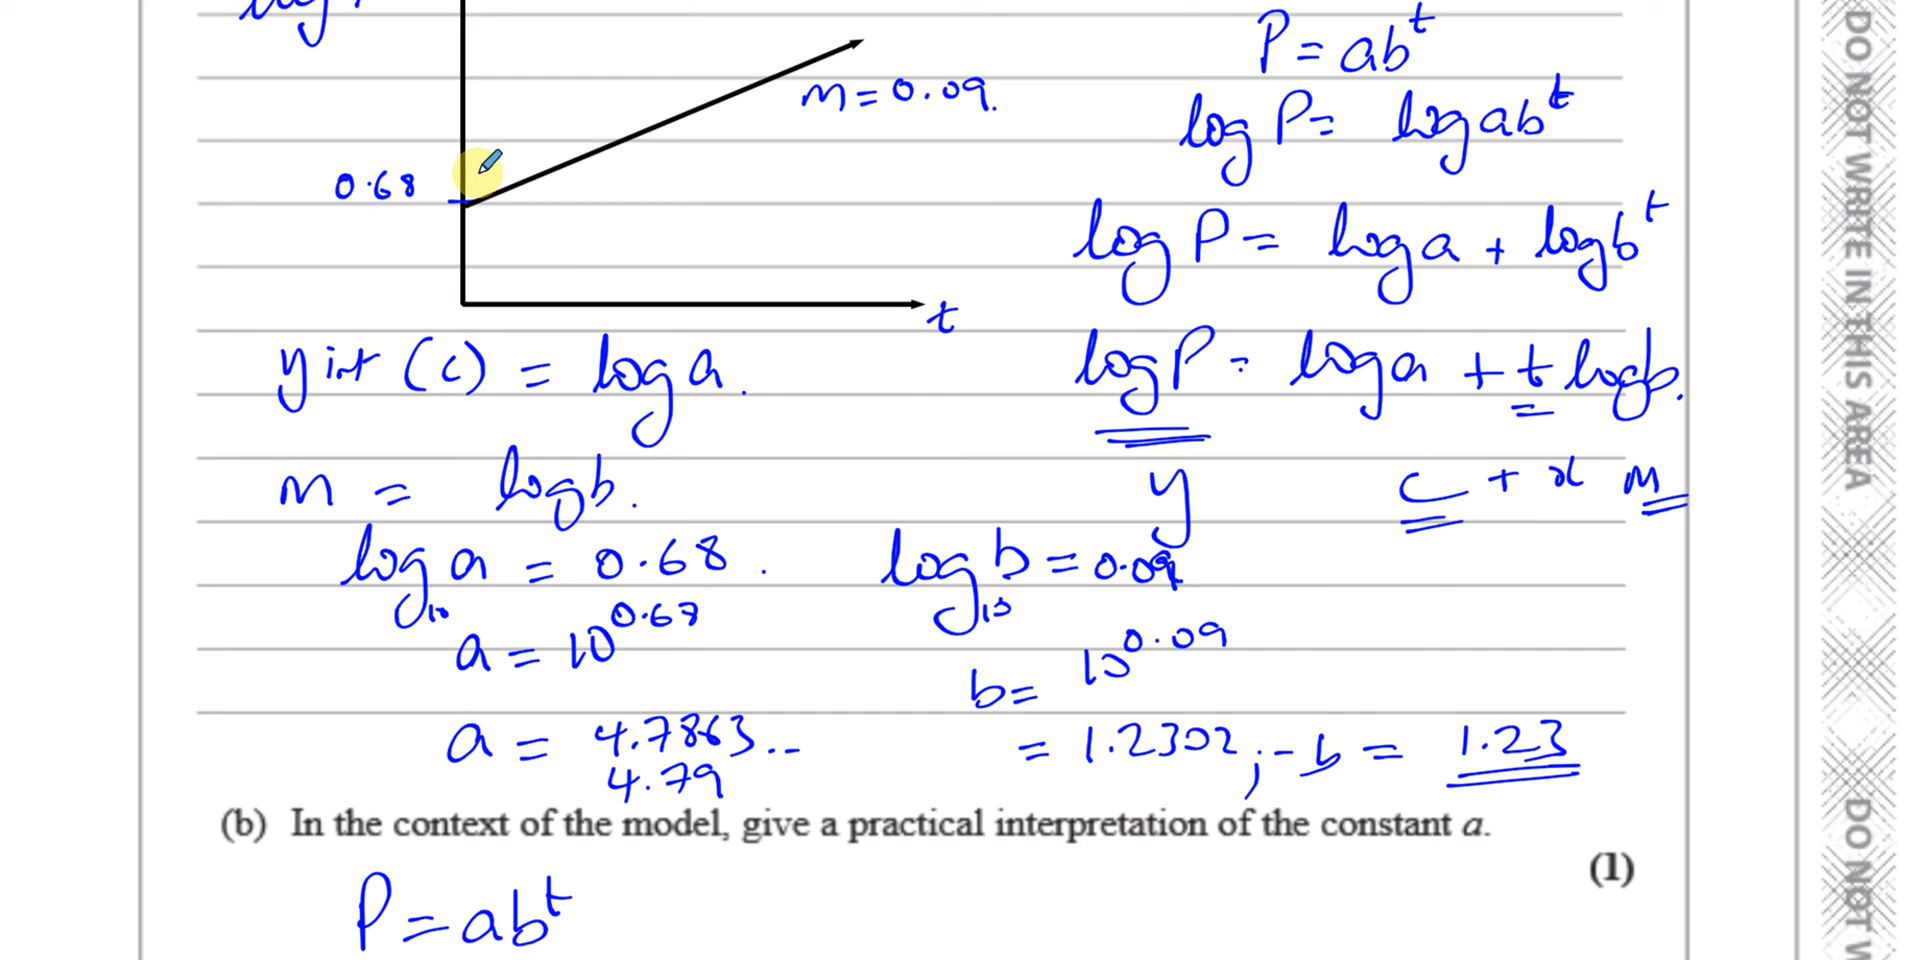 P = ab^t
m = 0.09.
log P = log ab^t
0.68
log P = log a + log b^t
t
y int (c) = log a.
log P = log a + t log b.
m = log b.
y
c + x m
log₁₀ a = 0.68.
log₁₀ b = 0.09
a = 10^0.68
b = 10^0.09
a = 4.7863..
= 1.2302 ; - b = 1.23
4.79
(b) In the context of the model, give a practical interpretation of the constant a.
(1)
P = ab^t
DO NOT WRITE IN THIS AREA
DO NOT W